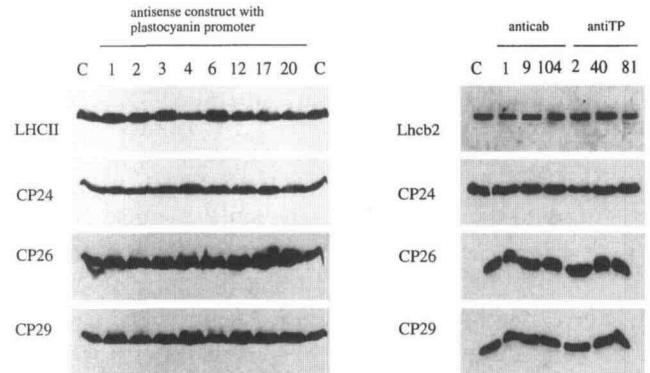 antisense construct with
plastocyanin promoter
C 1 2 3 4 6 12 17 20 C
LHCII
CP24
CP26
CP29
anticab antiTP
C 1 9 104 2 40 81
Lhcb2
CP24
CP26
CP29